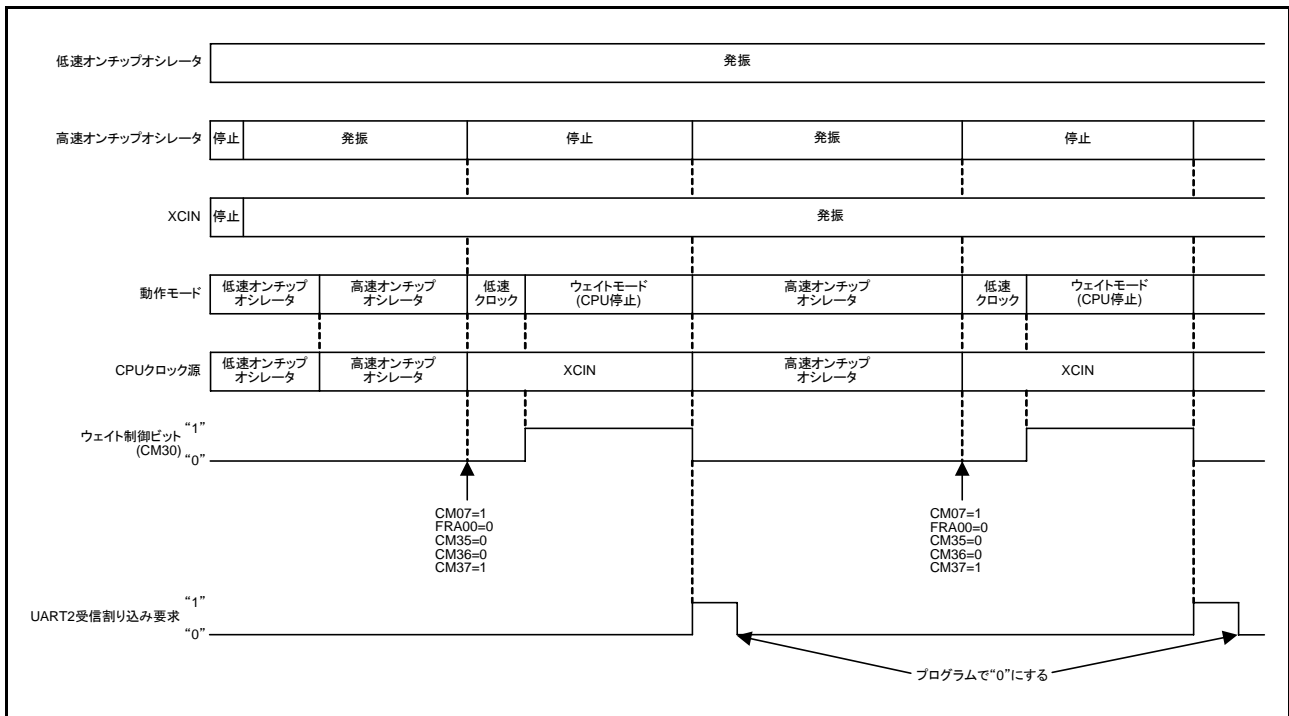 低速オンチップオシレータ 発振
高速オンチップオシレータ 停止 発振 停止 発振 停止
XCIN 停止 発振
動作モード 低速オンチップ 高速オンチップ 低速 ウェイトモード 高速オンチップ 低速 ウェイトモード
オシレータ オシレータ クロック (CPU停止) オシレータ クロック (CPU停止)
CPUクロック源 低速オンチップ 高速オンチップ XCIN 高速オンチップ XCIN
オシレータ オシレータ オシレータ
ウェイト制御ビット “1”
(CM30) “0”
CM07=1 CM07=1
FRA00=0 FRA00=0
CM35=0 CM35=0
CM36=0 CM36=0
CM37=1 CM37=1
“1”
UART2受信割り込み要求
“0”
プログラムで“0”にする